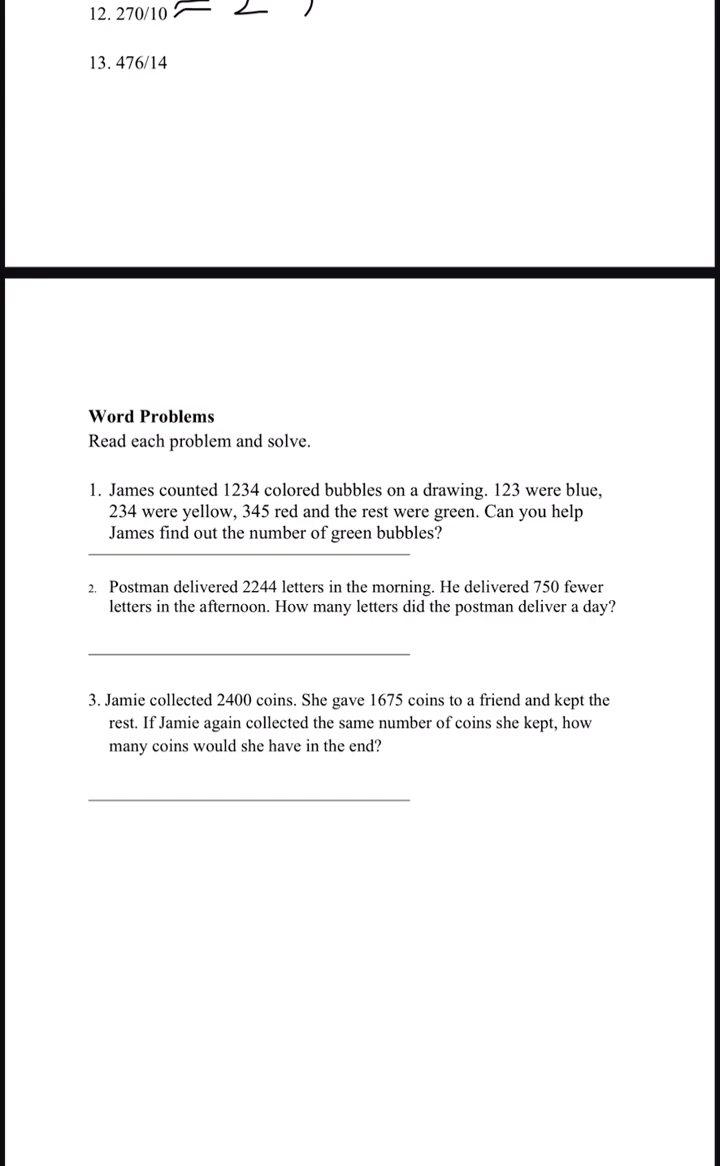 12. 270/10 =
13. 476/14
Word Problems
Read each problem and solve.
1. James counted 1234 colored bubbles on a drawing. 123 were blue,
234 were yellow, 345 red and the rest were green. Can you help
James find out the number of green bubbles?
2. Postman delivered 2244 letters in the morning. He delivered 750 fewer
letters in the afternoon. How many letters did the postman deliver a day?
3. Jamie collected 2400 coins. She gave 1675 coins to a friend and kept the
rest. If Jamie again collected the same number of coins she kept, how
many coins would she have in the end?